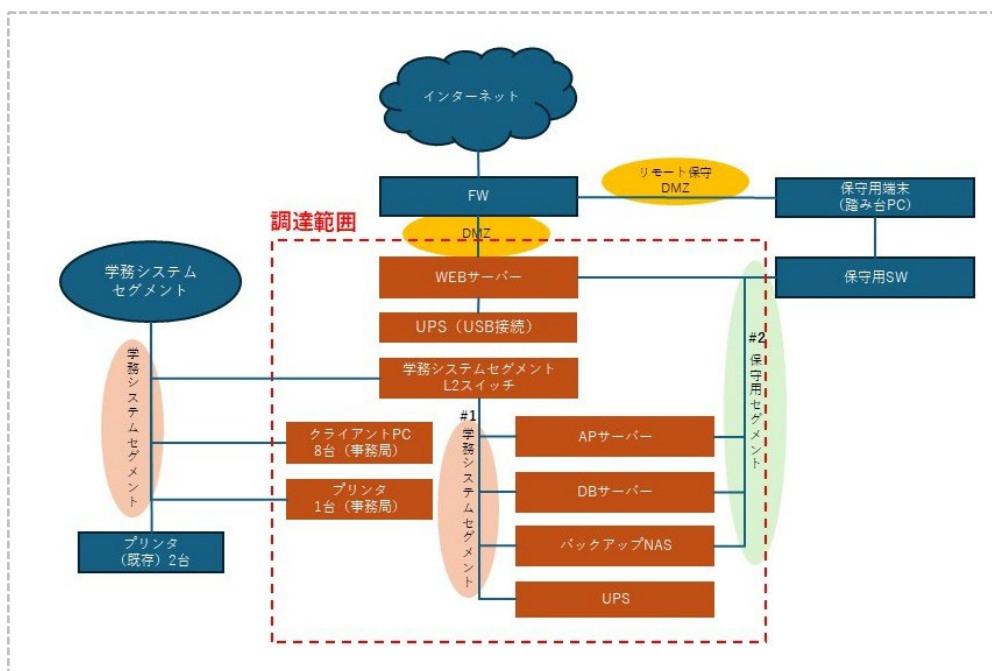 インターネット
リモート保守
DMZ
FW
保守用端末
(踏み台PC)
調達範囲
DMZ
学務システム
セグメント
WEBサーバー
保守用SW
UPS(USB接続)
#2
保守用セグメント
学務システムセグメント
学務システムセグメント
L2スイッチ
#1
学務システムセグメント
クライアントPC
8台(事務局)
APサーバー
プリンタ
1台(事務局)
DBサーバー
プリンタ
(既存)2台
バックアップNAS
UPS